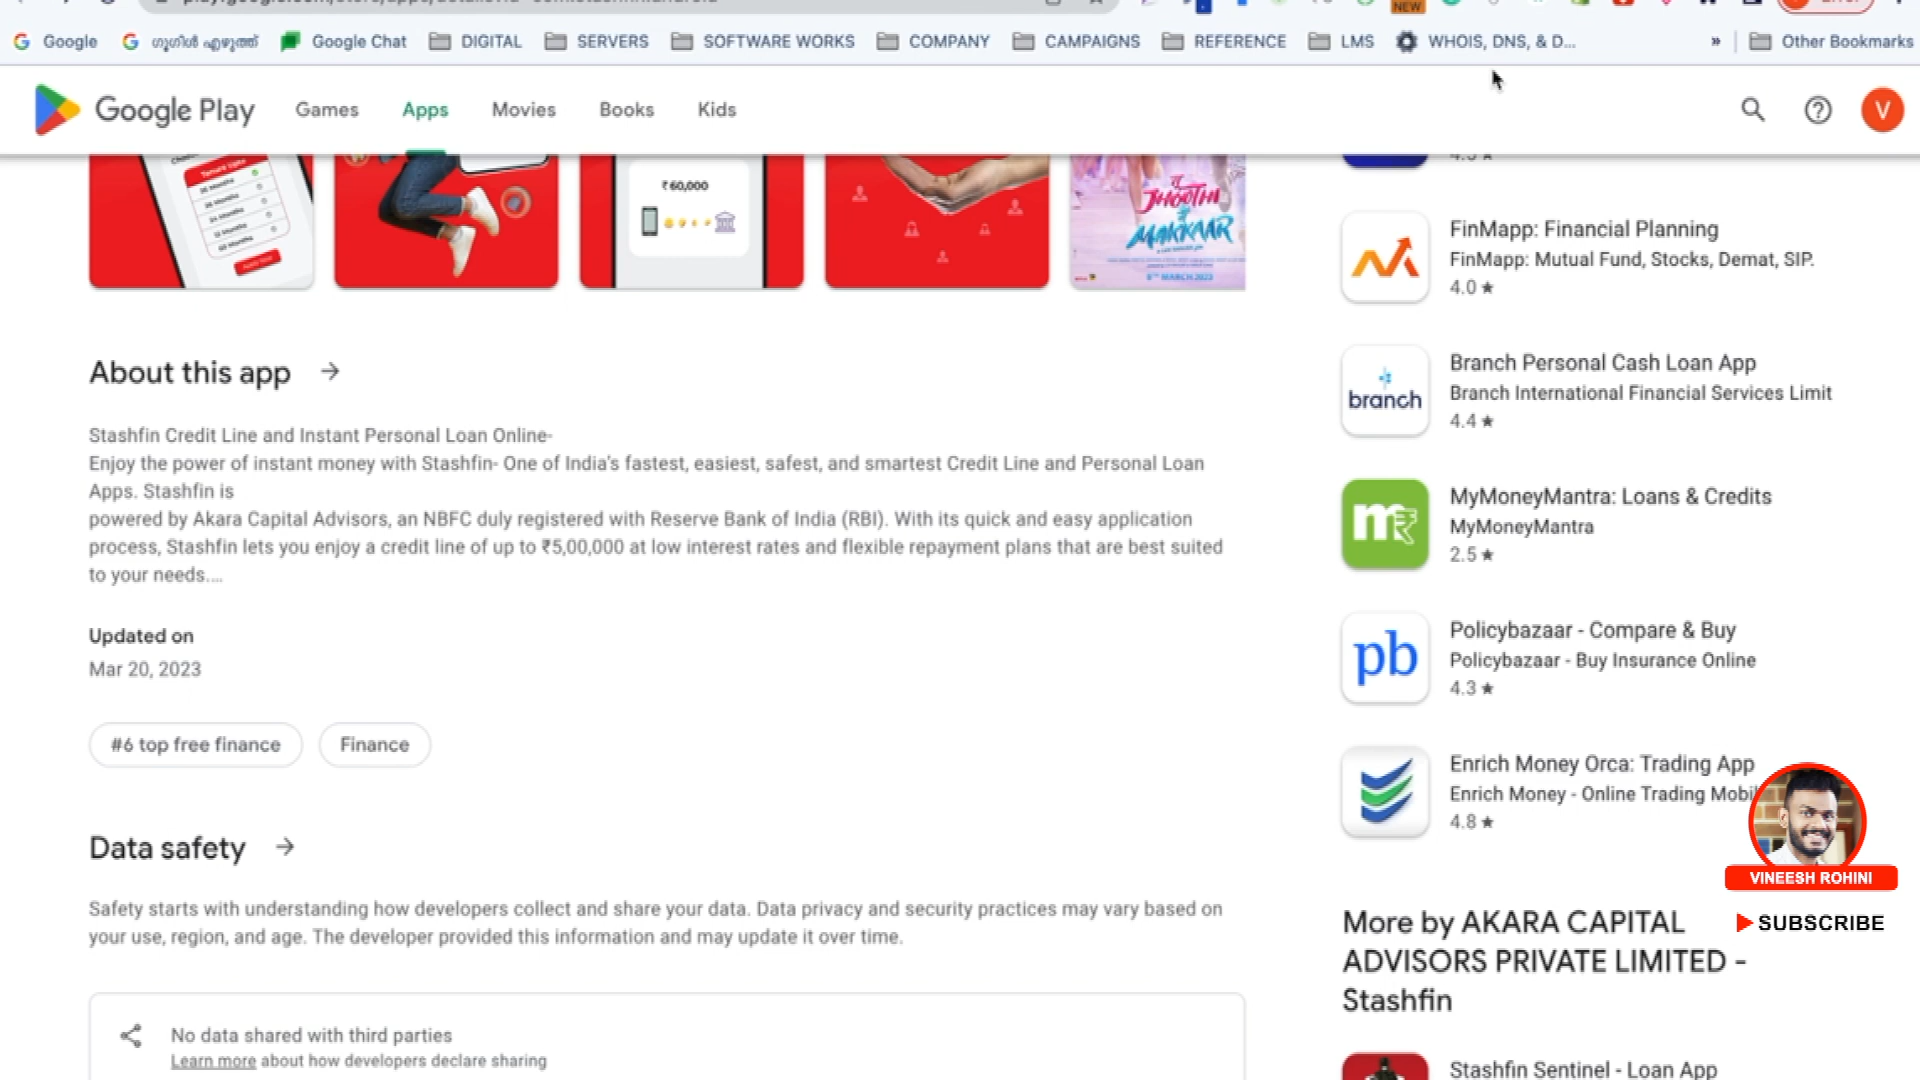 Google
ഗൂഗിൾ എഴുത്ത്
Google Chat
DIGITAL
SERVERS
SOFTWARE WORKS
COMPANY
CAMPAIGNS
REFERENCE
LMS
WHOIS, DNS, & D...
»
Other Bookmarks
NEW
Google Play
Games
Apps
Movies
Books
Kids
V
Tenure
36 Months
24 Months
₹60,000
JHOOTHI
MAKKAAR
8TH MARCH 2023
About this app
Stashfin Credit Line and Instant Personal Loan Online-
Enjoy the power of instant money with Stashfin- One of India's fastest, easiest, safest, and smartest Credit Line and Personal Loan
Apps. Stashfin is
powered by Akara Capital Advisors, an NBFC duly registered with Reserve Bank of India (RBI). With its quick and easy application
process, Stashfin lets you enjoy a credit line of up to ₹5,00,000 at low interest rates and flexible repayment plans that are best suited
to your needs....
Updated on
Mar 20, 2023
#6 top free finance
Finance
Data safety
Safety starts with understanding how developers collect and share your data. Data privacy and security practices may vary based on
your use, region, and age. The developer provided this information and may update it over time.
No data shared with third parties
Learn more about how developers declare sharing
FinMapp: Financial Planning
FinMapp: Mutual Fund, Stocks, Demat, SIP.
4.0 ★
branch
Branch Personal Cash Loan App
Branch International Financial Services Limit
4.4 ★
m₹
MyMoneyMantra: Loans & Credits
MyMoneyMantra
2.5 ★
pb
Policybazaar - Compare & Buy
Policybazaar - Buy Insurance Online
4.3 ★
Enrich Money Orca: Trading App
Enrich Money - Online Trading Mobi
4.8 ★
VINEESH ROHINI
SUBSCRIBE
More by AKARA CAPITAL
ADVISORS PRIVATE LIMITED -
Stashfin
Stashfin Sentinel - Loan App